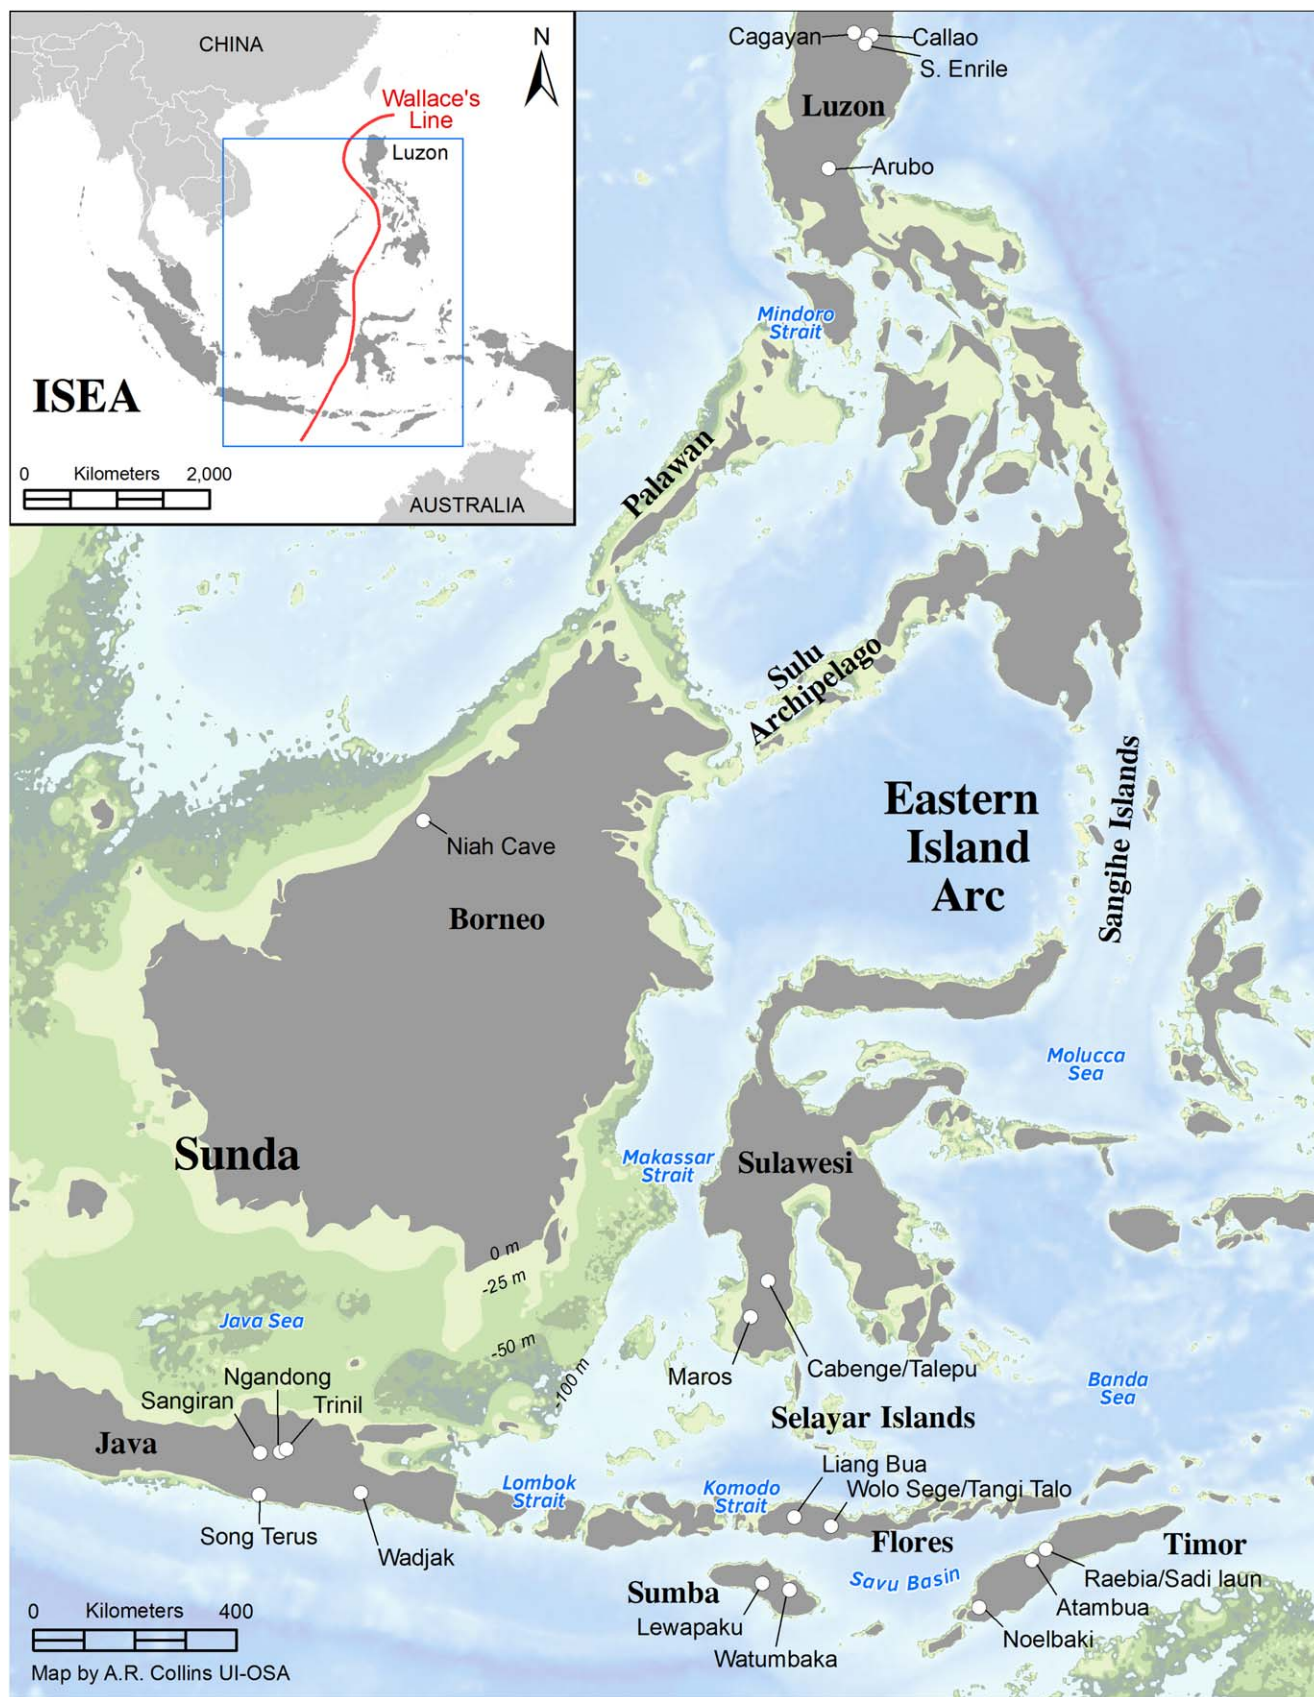 CHINA
N
Wallace's
Line
Luzon
ISEA
0 Kilometers 2,000
AUSTRALIA
Cagayan
Callao
S. Enrile
Luzon
Arubo
Mindoro
Strait
Palawan
Sulu
Archipelago
Eastern
Island
Arc
Sangihe Islands
Niah Cave
Borneo
Molucca
Sea
Sunda
Makassar
Strait
Sulawesi
0 m
-25 m
-50 m
-100 m
Java Sea
Ngandong
Sangiran
Trinil
Java
Maros
Cabenge/Talepu
Banda
Sea
Selayar Islands
Liang Bua
Lombok
Strait
Komodo
Strait
Wolo Sege/Tangi Talo
Flores
Song Terus
Wadjak
Timor
Savu Basin
Raebia/Sadi Iaun
Sumba
Lewapaku
Atambua
Noelbaki
Watumbaka
0 Kilometers 400
Map by A.R. Collins UI-OSA